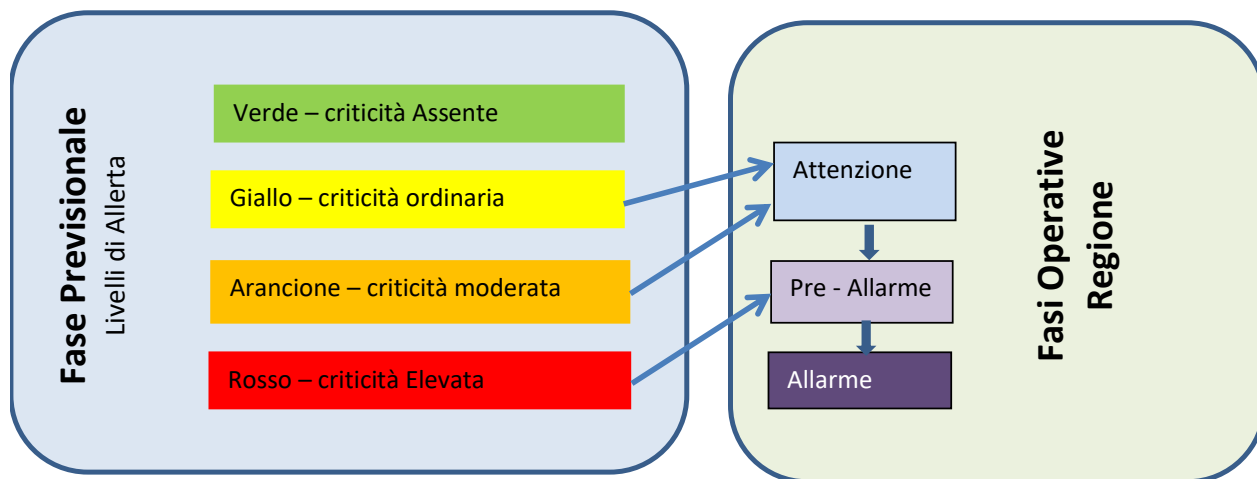 Fase Previsionale
Livelli di Allerta
Verde – criticità Assente
Giallo – criticità ordinaria
Arancione – criticità moderata
Rosso – criticità Elevata
Attenzione
Pre - Allarme
Allarme
Fasi Operative
Regione